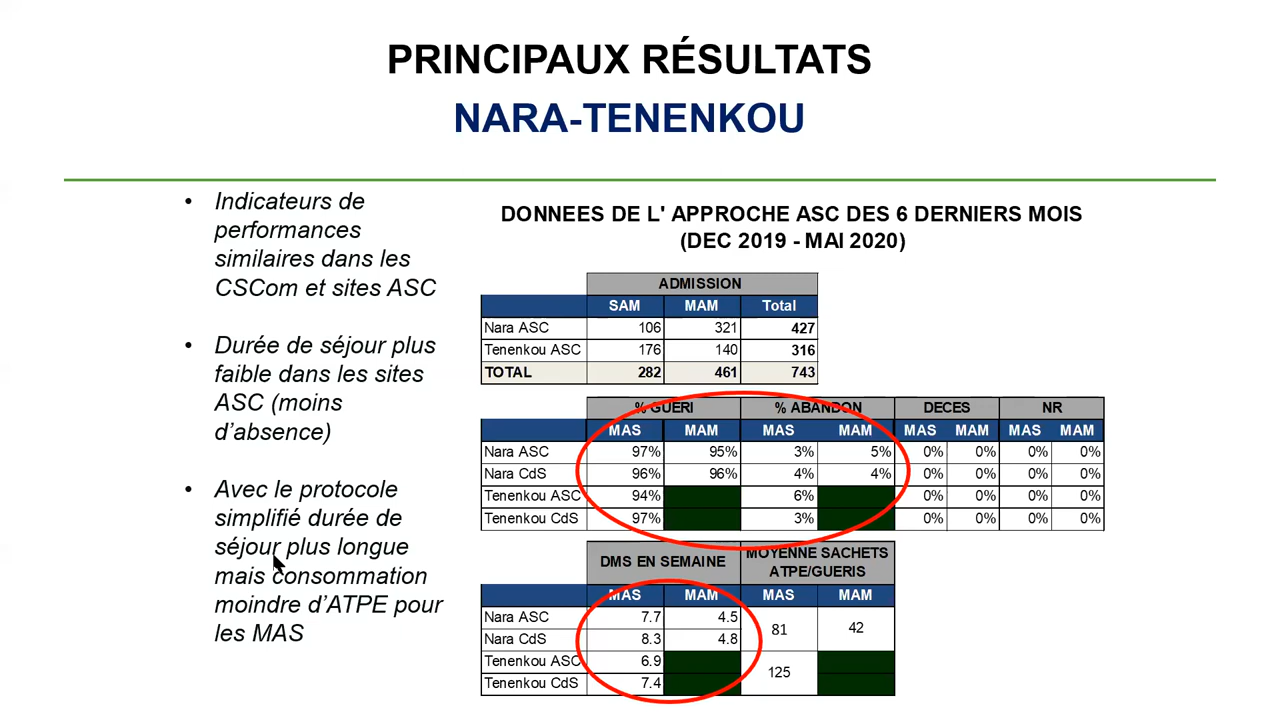 PRINCIPAUX RÉSULTATS
NARA-TENENKOU
• Indicateurs de
performances
similaires dans les
CSCom et sites ASC
• Durée de séjour plus
faible dans les sites
ASC (moins
d’absence)
• Avec le protocole
simplifié durée de
séjour plus longue
mais consommation
moindre d’ATPE pour
les MAS
DONNEES DE L' APPROCHE ASC DES 6 DERNIERS MOIS
(DEC 2019 - MAI 2020)
ADMISSION
SAM MAM Total
Nara ASC 106 321 427
Tenenkou ASC 176 140 316
TOTAL 282 461 743
% GUERI % ABANDON DECES NR
MAS MAM MAS MAM MAS MAM MAS MAM
Nara ASC 97% 95% 3% 5% 0% 0% 0% 0%
Nara CdS 96% 96% 4% 4% 0% 0% 0% 0%
Tenenkou ASC 94% 6% 0% 0% 0% 0%
Tenenkou CdS 97% 3% 0% 0% 0% 0%
DMS EN SEMAINE MOYENNE SACHETS
ATPE/GUERIS
MAS MAM MAS MAM
Nara ASC 7.7 4.5 81 42
Nara CdS 8.3 4.8
Tenenkou ASC 6.9 125
Tenenkou CdS 7.4